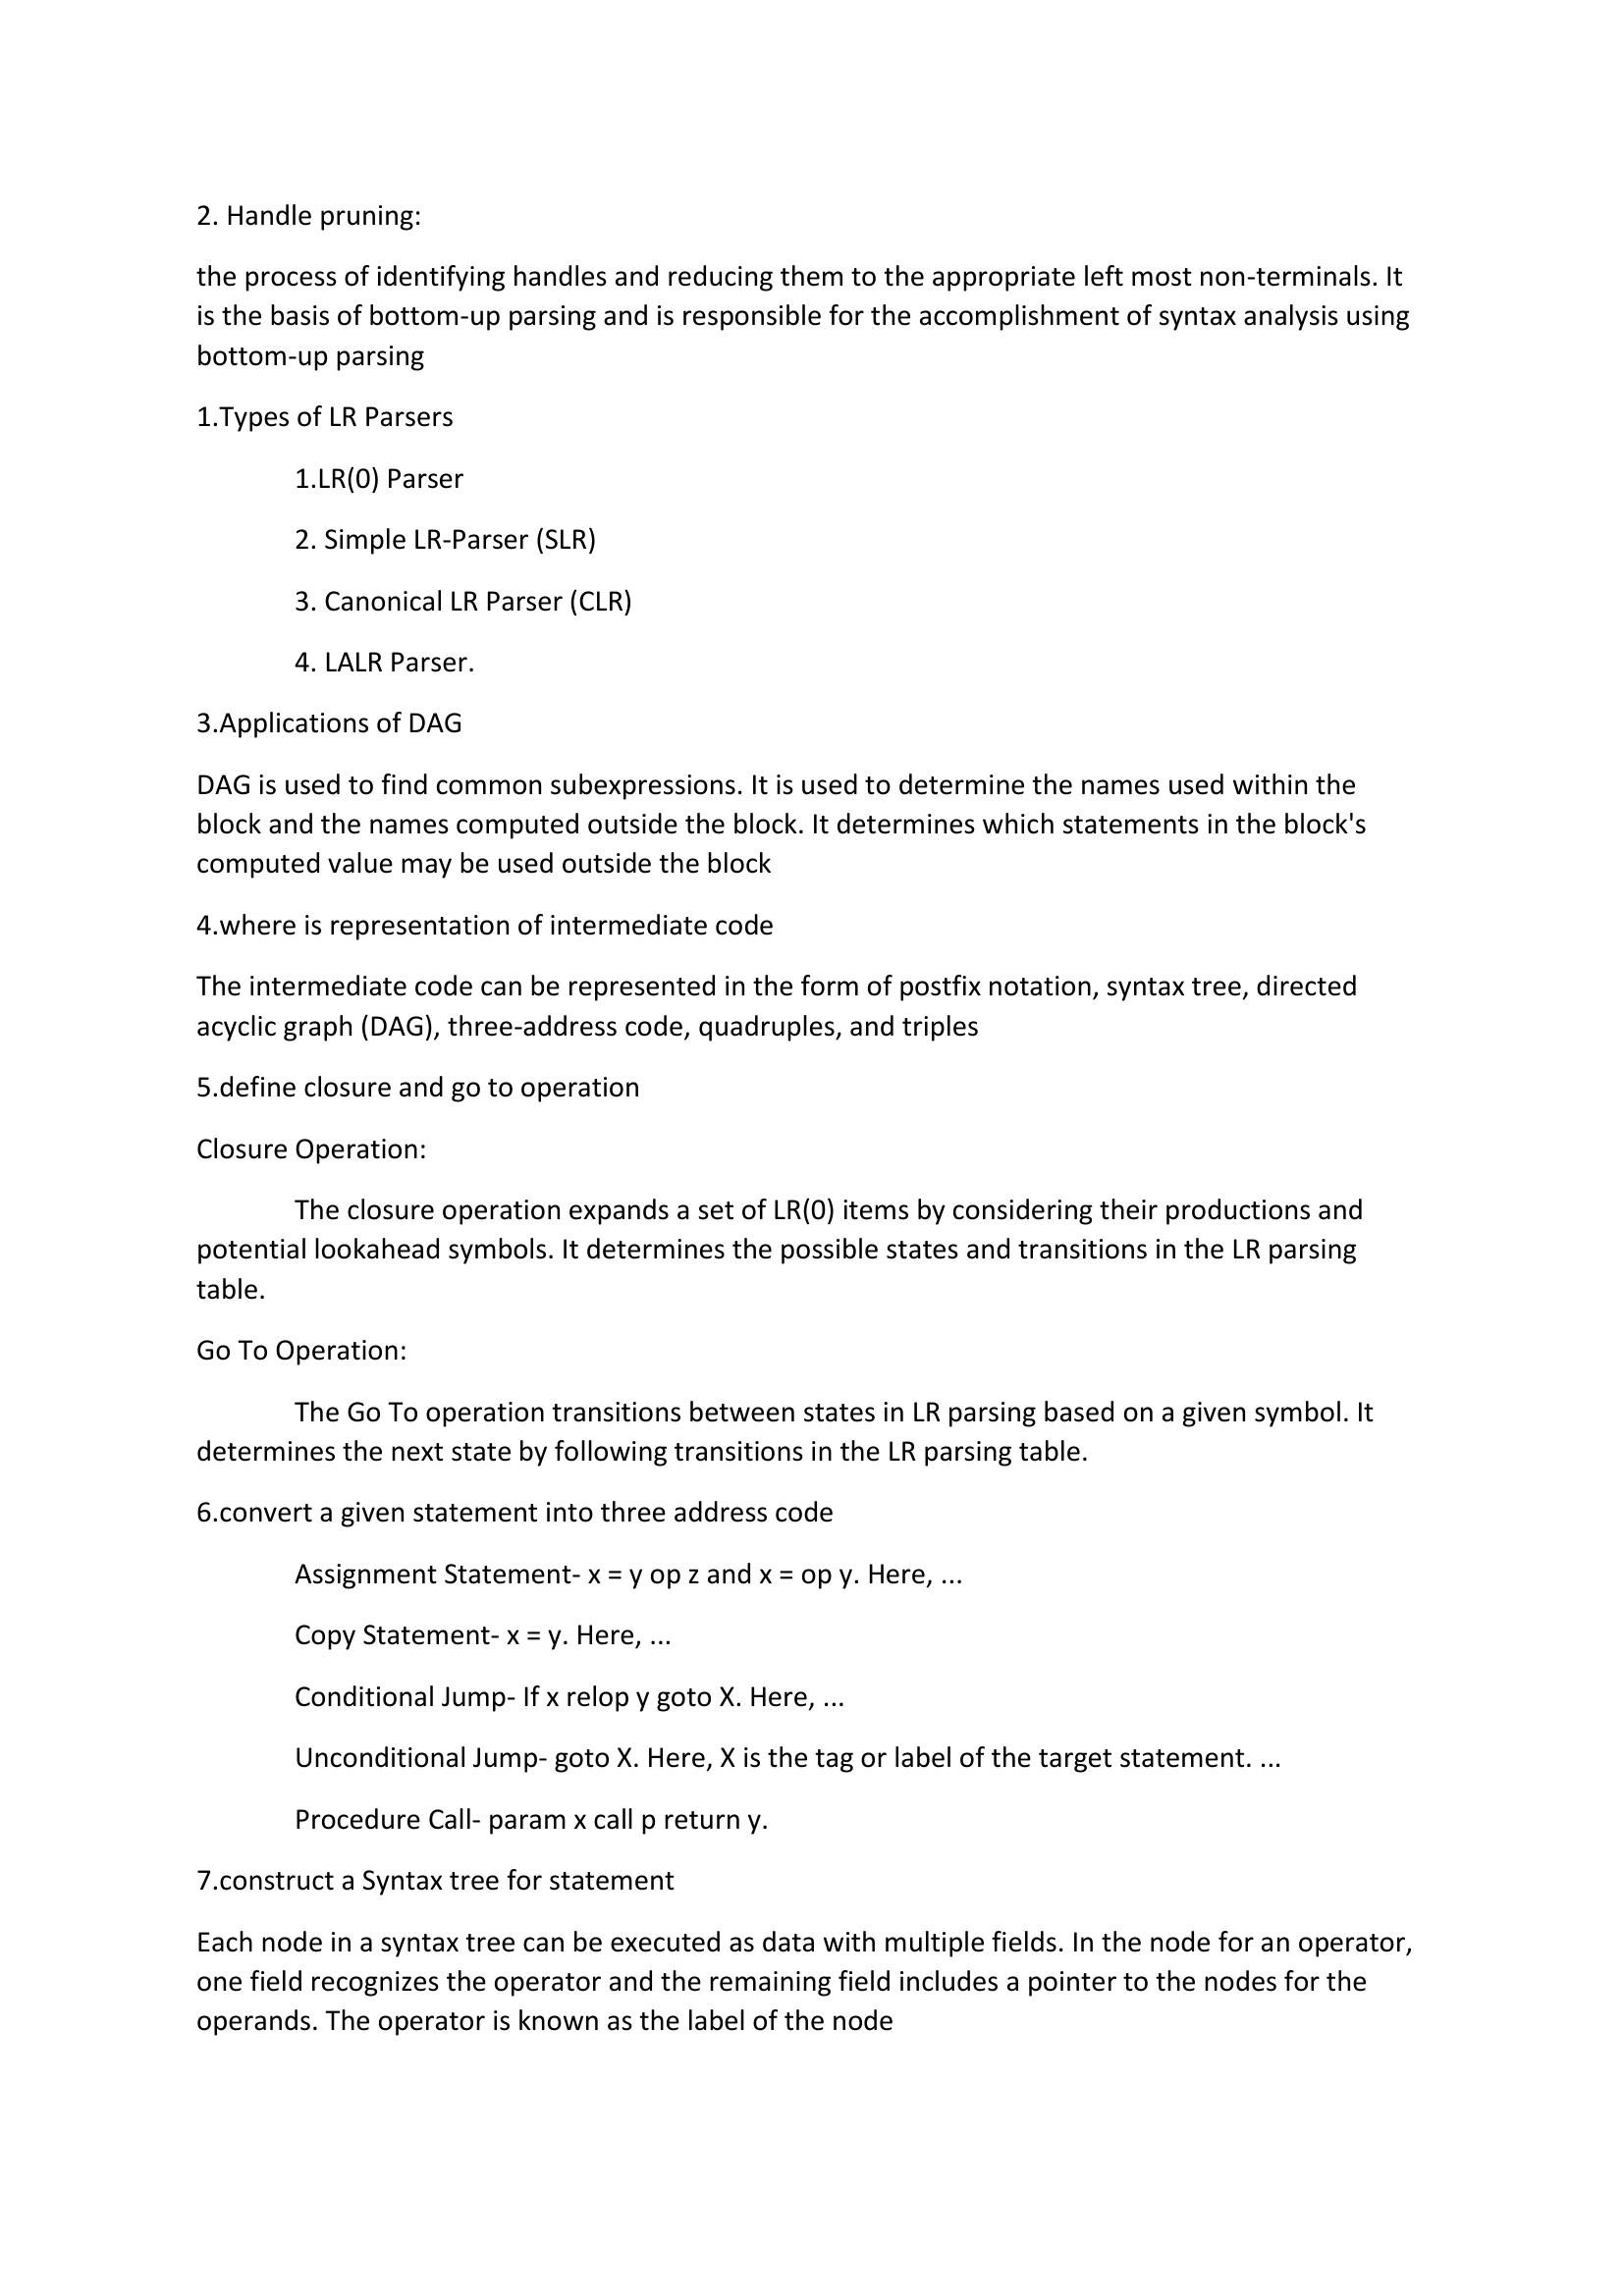 2. Handle pruning:
the process of identifying handles and reducing them to the appropriate left most non-terminals. It
is the basis of bottom-up parsing and is responsible for the accomplishment of syntax analysis using
bottom-up parsing
1.Types of LR Parsers
1.LR(0) Parser
2. Simple LR-Parser (SLR)
3. Canonical LR Parser (CLR)
4. LALR Parser.
3.Applications of DAG
DAG is used to find common subexpressions. It is used to determine the names used within the
block and the names computed outside the block. It determines which statements in the block's
computed value may be used outside the block
4.where is representation of intermediate code
The intermediate code can be represented in the form of postfix notation, syntax tree, directed
acyclic graph (DAG), three-address code, quadruples, and triples
5.define closure and go to operation
Closure Operation:
The closure operation expands a set of LR(0) items by considering their productions and
potential lookahead symbols. It determines the possible states and transitions in the LR parsing
table.
Go To Operation:
The Go To operation transitions between states in LR parsing based on a given symbol. It
determines the next state by following transitions in the LR parsing table.
6.convert a given statement into three address code
Assignment Statement- x = y op z and x = op y. Here, ...
Copy Statement- x = y. Here, ...
Conditional Jump- If x relop y goto X. Here, ...
Unconditional Jump- goto X. Here, X is the tag or label of the target statement. ...
Procedure Call- param x call p return y.
7.construct a Syntax tree for statement
Each node in a syntax tree can be executed as data with multiple fields. In the node for an operator,
one field recognizes the operator and the remaining field includes a pointer to the nodes for the
operands. The operator is known as the label of the node